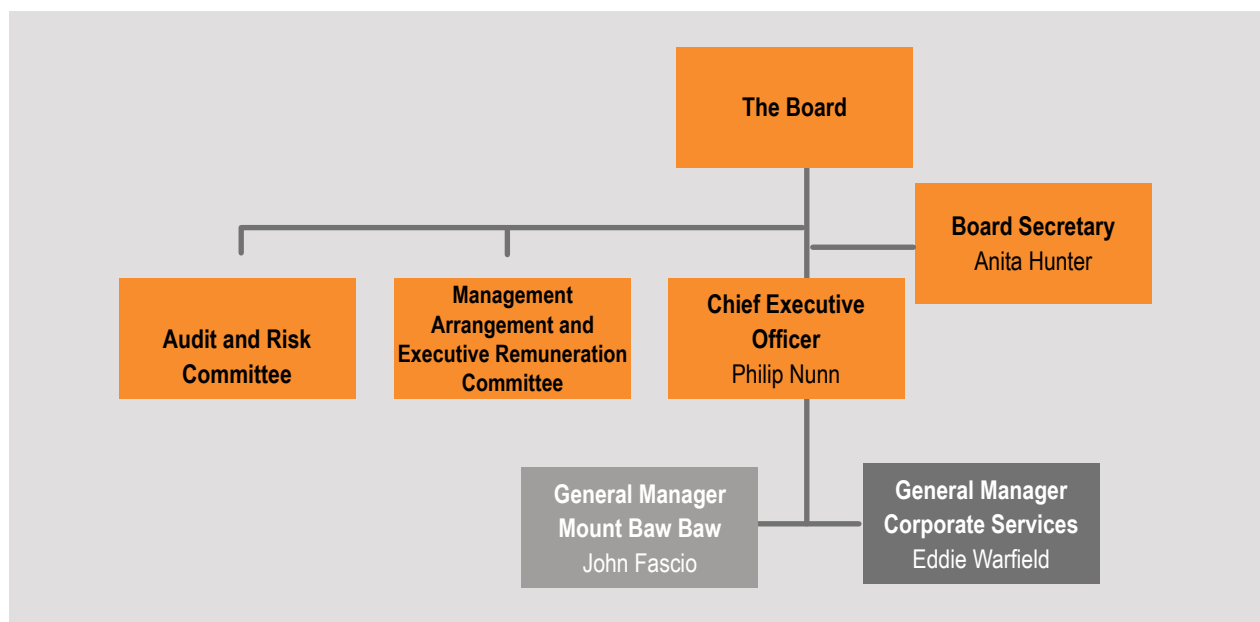 The Board
Board Secretary
Anita Hunter
Audit and Risk
Committee
Management
Arrangement and
Executive Remuneration
Committee
Chief Executive
Officer
Philip Nunn
General Manager
Mount Baw Baw
John Fascio
General Manager
Corporate Services
Eddie Warfield